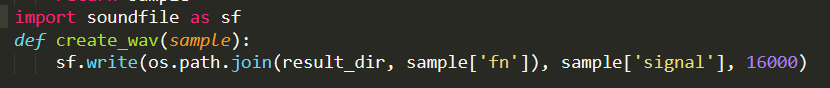 import soundfile as sf
def create_wav(sample):
    sf.write(os.path.join(result_dir, sample['fn']), sample['signal'], 16000)